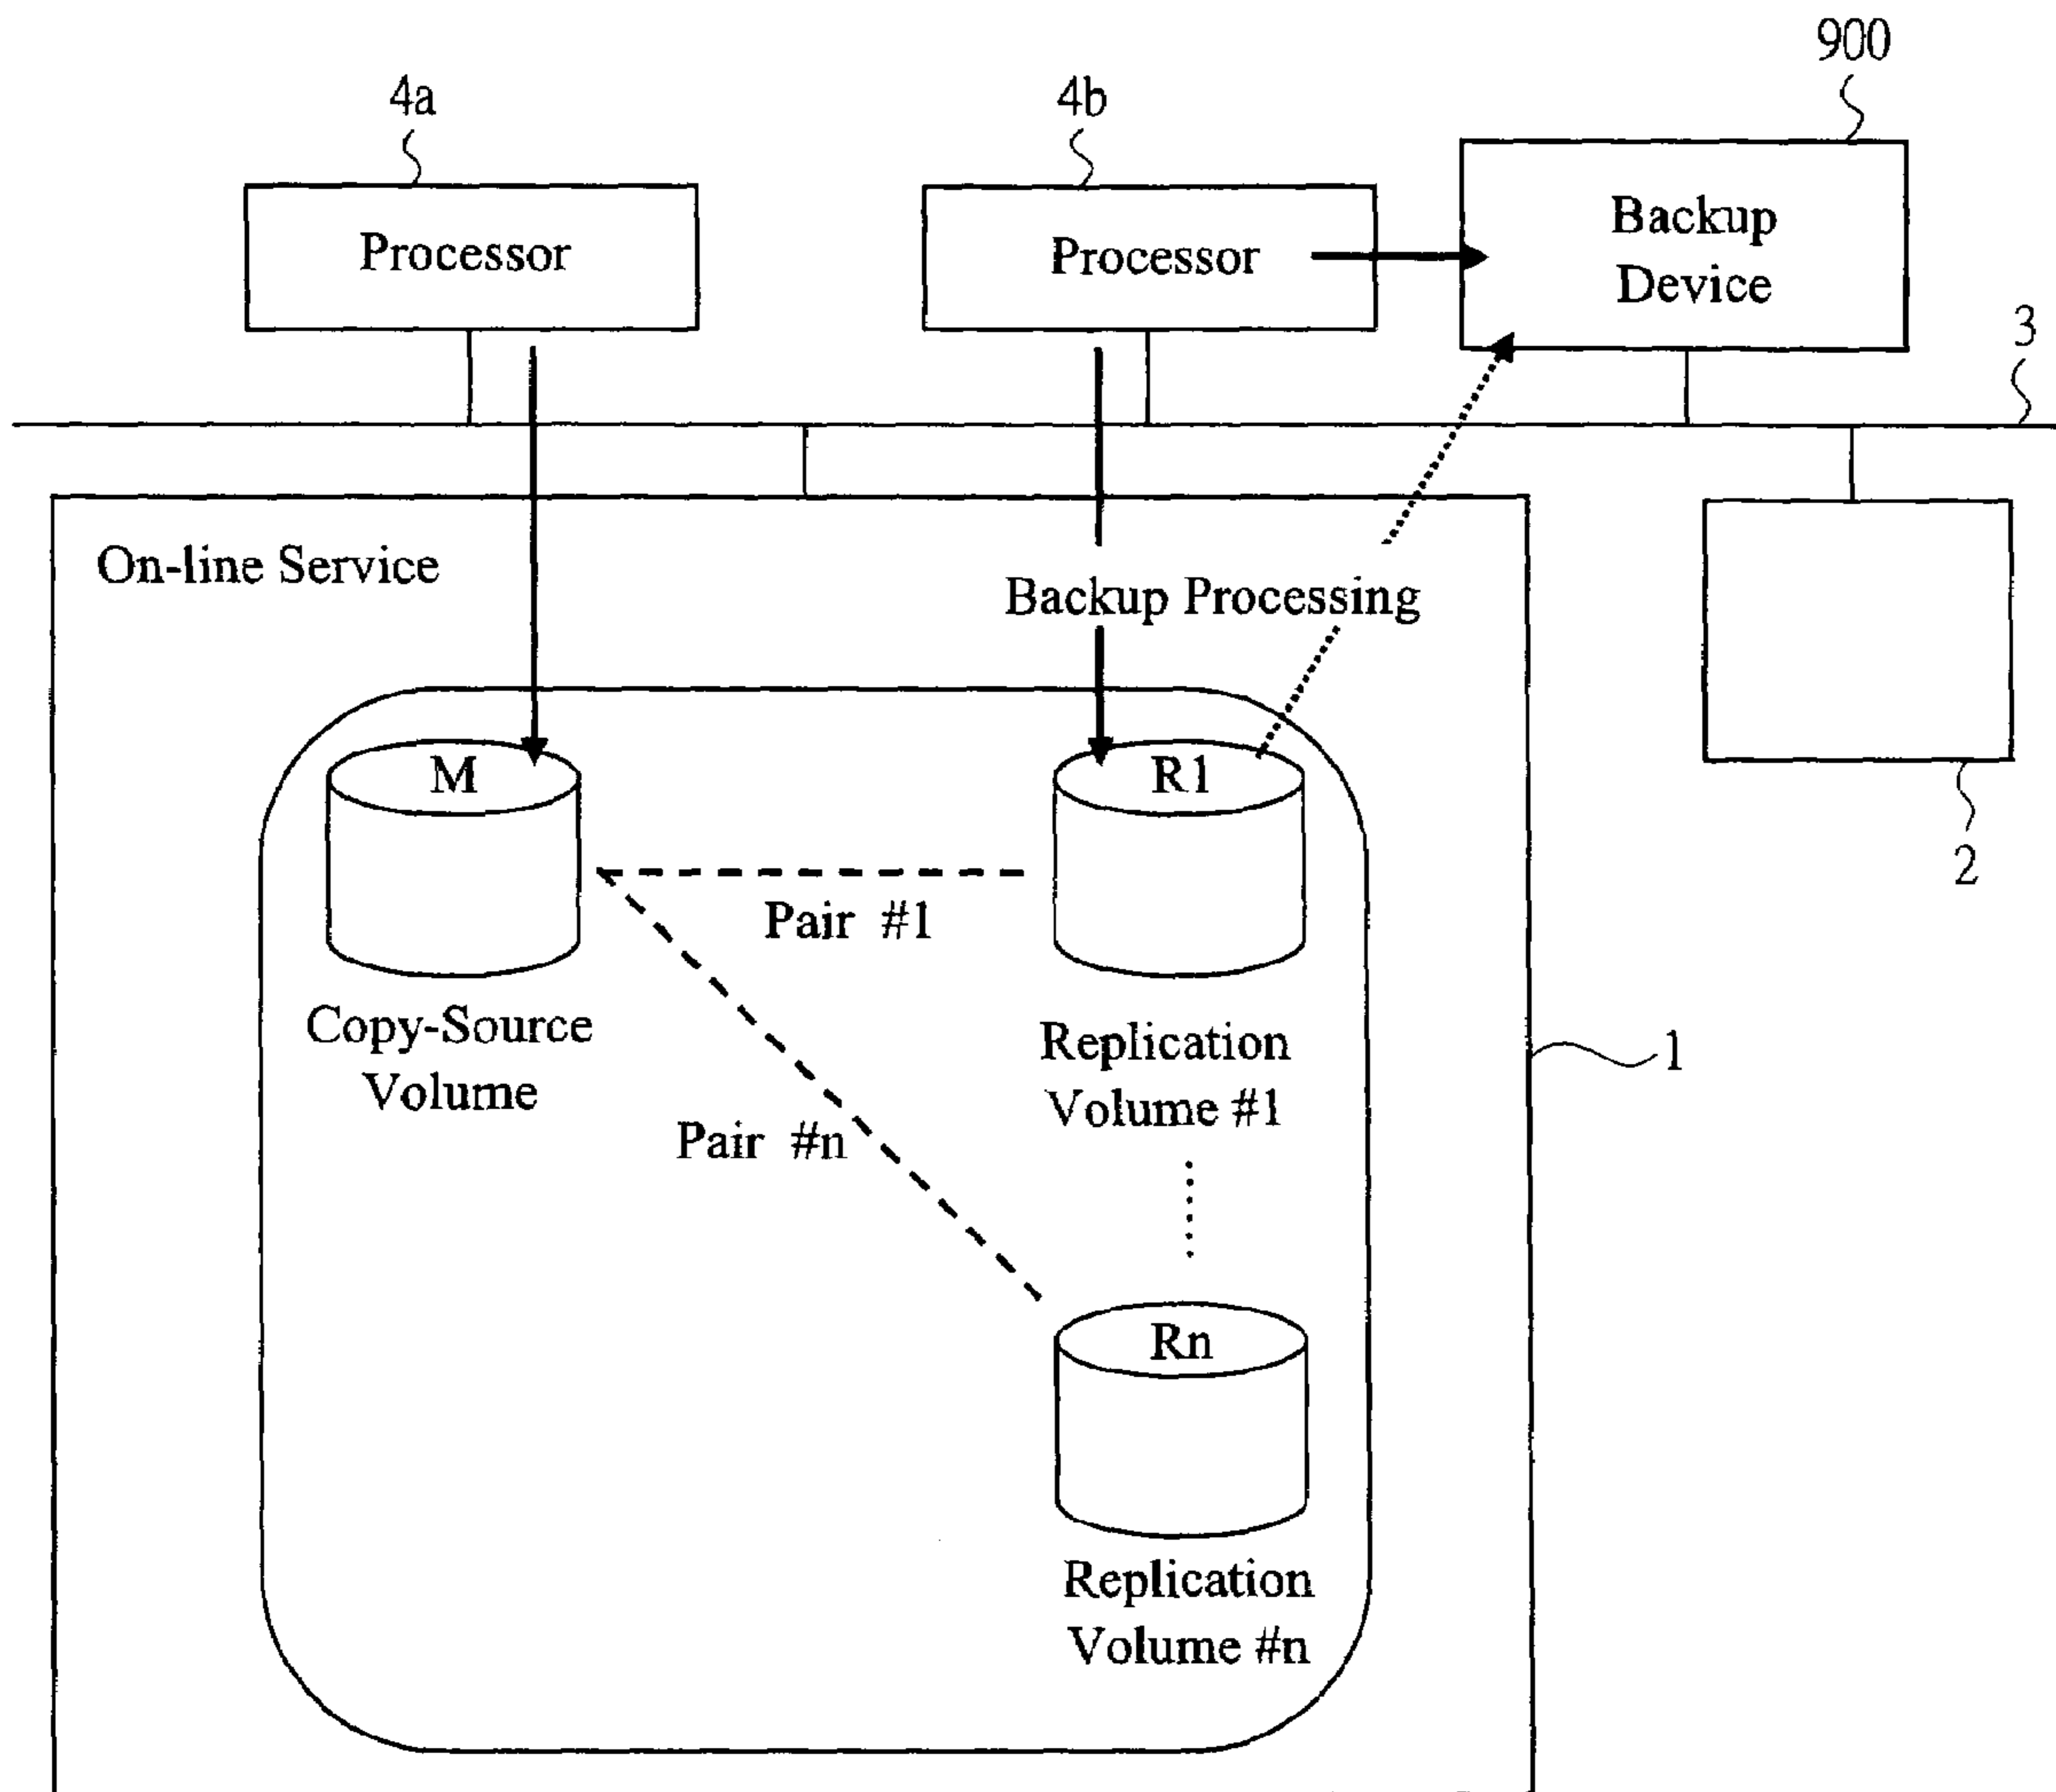 900
4a
4b
Processor
Processor
Backup
Device
3
On-line Service
Backup Processing
M
R1
2
Pair #1
Copy-Source
Volume
Replication
Volume #1
1
Pair #n
Rn
Replication
Volume #n